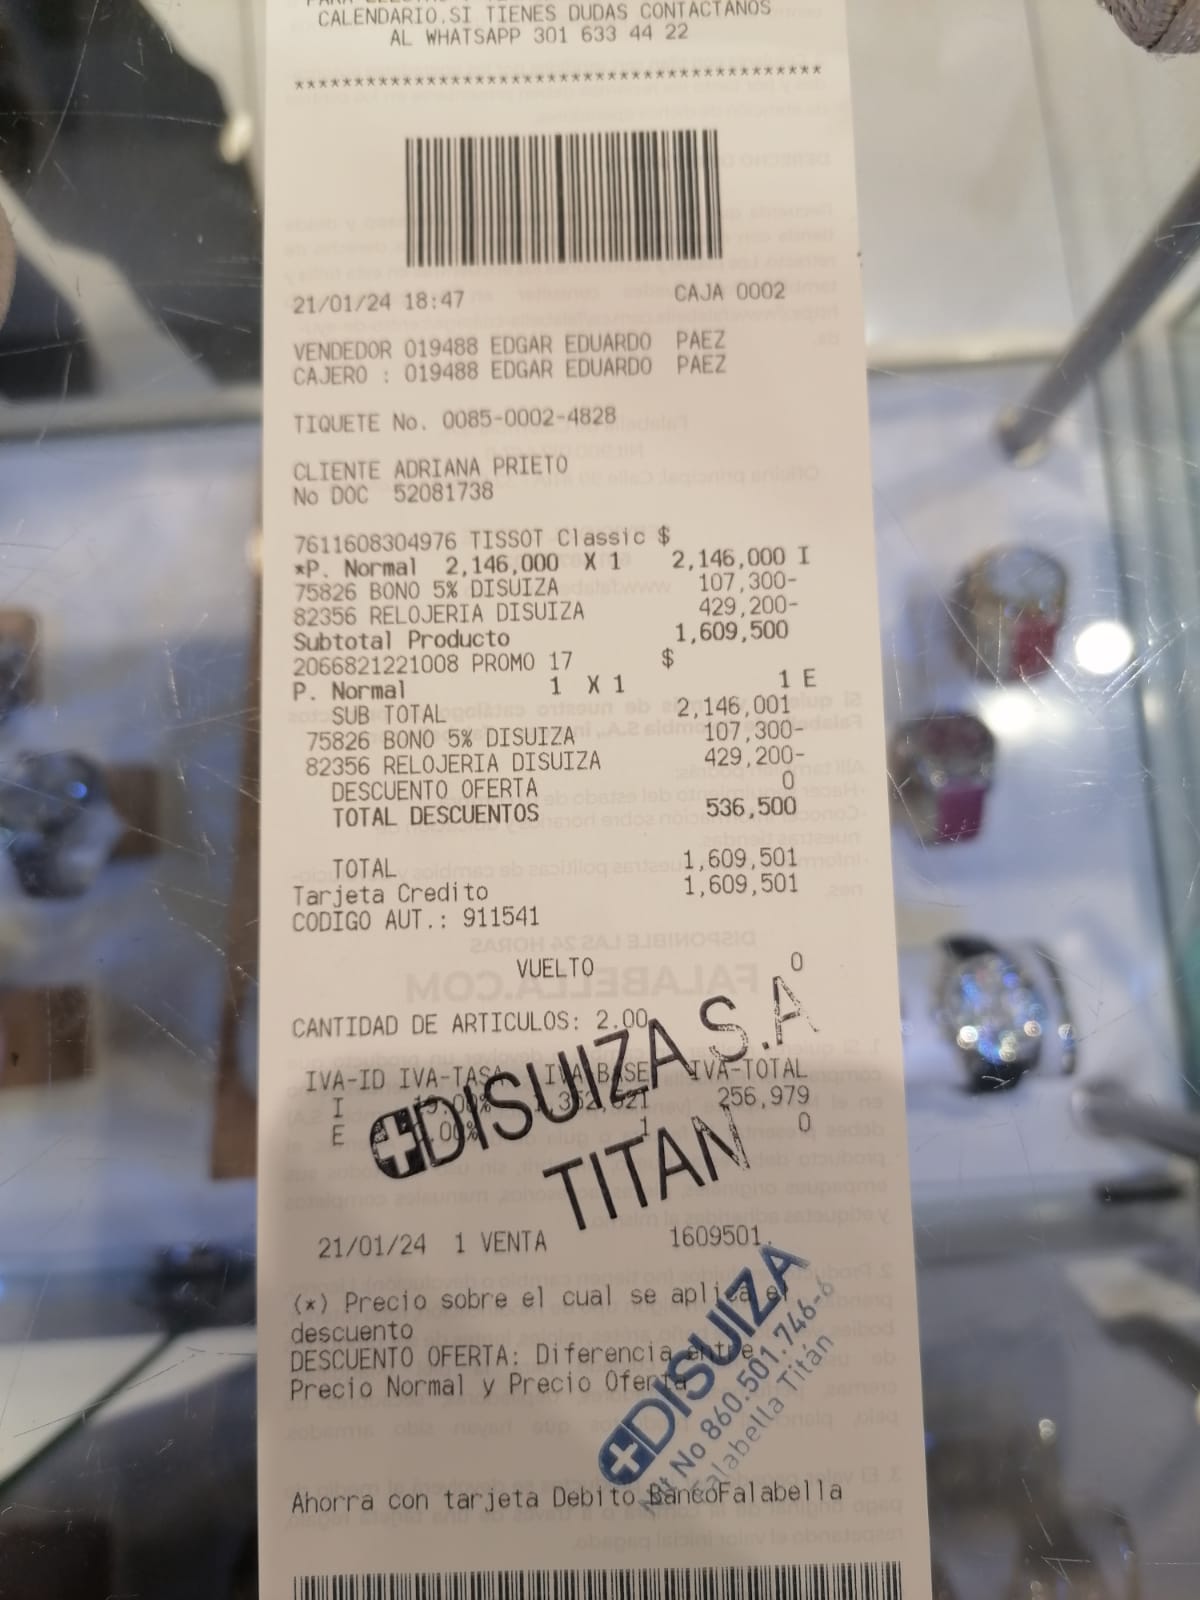 CALENDARIO.SI TIENES DUDAS CONTACTANOS
AL WHATSAPP 301 633 44 22
*******************************************
21/01/24 18:47 CAJA 0002
VENDEDOR 019488 EDGAR EDUARDO PAEZ
CAJERO : 019488 EDGAR EDUARDO PAEZ
TIQUETE No. 0085-0002-4828
CLIENTE ADRIANA PRIETO
No DOC 52081738
7611608304976 TISSOT Classic $
*P. Normal 2,146,000 X 1 2,146,000 I
75826 BONO 5% DISUIZA 107,300-
82356 RELOJERIA DISUIZA 429,200-
Subtotal Producto 1,609,500
2066821221008 PROMO 17 $
P. Normal 1 X 1 1 E
SUB TOTAL 2,146,001
75826 BONO 5% DISUIZA 107,300-
82356 RELOJERIA DISUIZA 429,200-
DESCUENTO OFERTA 0
TOTAL DESCUENTOS 536,500
TOTAL 1,609,501
Tarjeta Credito 1,609,501
CODIGO AUT.: 911541
VUELTO 0
CANTIDAD DE ARTICULOS: 2.00
IVA-ID IVA-TASA IVA-BASE IVA-TOTAL
I 19.00% 1,352,521 256,979
E 1 0
DISUIZA S.A
TITAN
21/01/24 1 VENTA 1609501.
(*) Precio sobre el cual se aplica el
descuento
DESCUENTO OFERTA: Diferencia entre
Precio Normal y Precio Oferta
DISUIZA
Nit No 860.501.746-6
Falabella Titán
Ahorra con tarjeta Debito BancoFalabella